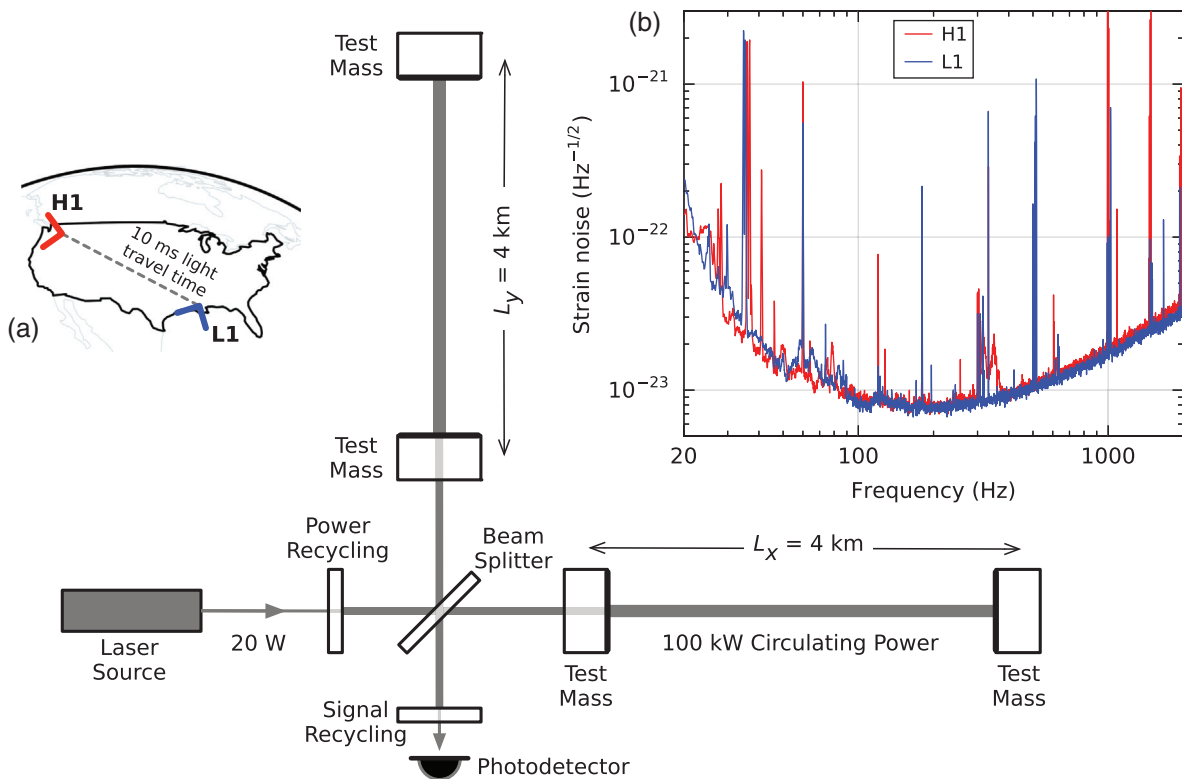 (a)
H1
10 ms light
travel time
L1
Test
Mass
L_y = 4 km
Test
Mass
Power
Recycling
Beam
Splitter
Laser
Source
20 W
L_x = 4 km
100 kW Circulating Power
Test
Mass
Test
Mass
Signal
Recycling
Photodetector
(b)
H1
L1
Strain noise (Hz^{-1/2})
10^{-21}
10^{-22}
10^{-23}
20
100
1000
Frequency (Hz)